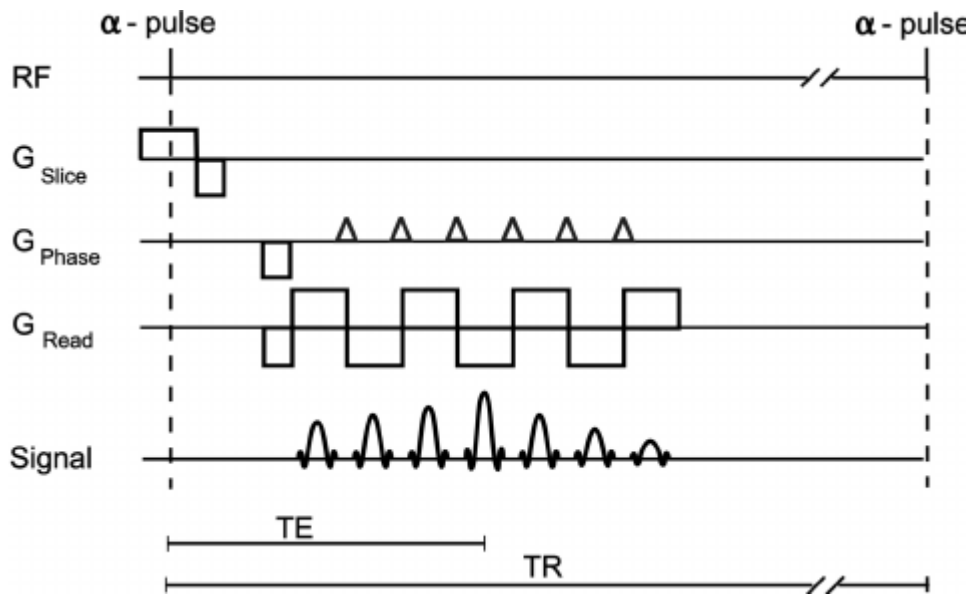 α - pulse α - pulse
RF
G Slice
G Phase
G Read
Signal
TE
TR